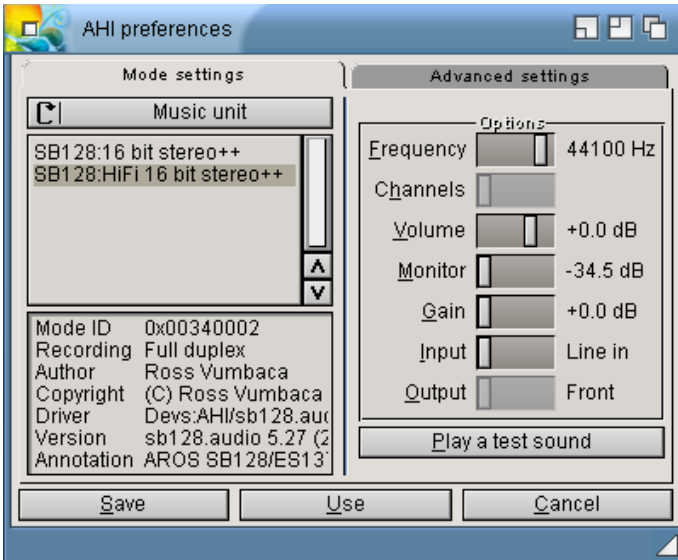 AHI preferences
Mode settings
Advanced settings
Music unit
SB128:16 bit stereo++
SB128:HiFi 16 bit stereo++
Mode ID 0x00340002
Recording Full duplex
Author Ross Vumbaca
Copyright (C) Ross Vumbaca
Driver Devs:AHI/sb128.au
Version sb128.audio 5.27 (2
Annotation AROS SB128/ES13
Options
Frequency 44100 Hz
Channels
Volume +0.0 dB
Monitor -34.5 dB
Gain +0.0 dB
Input Line in
Output Front
Play a test sound
Save
Use
Cancel